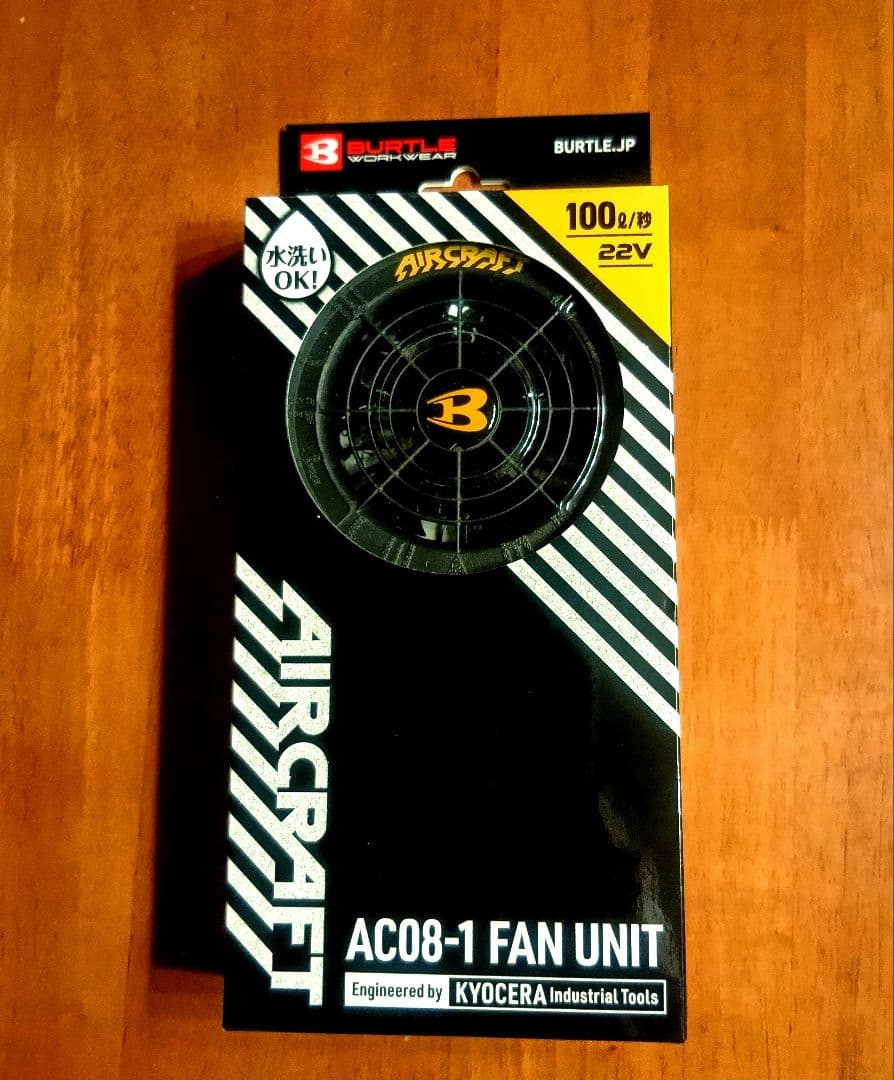 BURTLE
WORKWEAR
BURTLE.JP
100ℓ/秒
22V
水洗い
OK!
AIRCRAFT
B
AIRCRAFT
AC08-1 FAN UNIT
Engineered by KYOCERA Industrial Tools